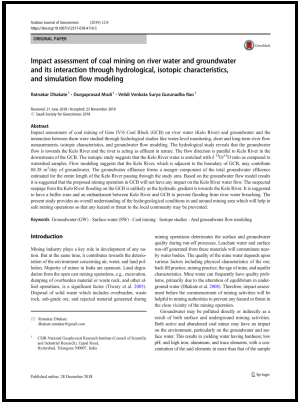 Arabian Journal of Geosciences (2019) 12:8
https://doi.org/10.1007/s12517-018-4110-5
ORIGINAL PAPER
Impact assessment of coal mining on river water and groundwater
and its interaction through hydrological, isotopic characteristics,
and simulation flow modeling
Ratnakar Dhakate · Durgaprasad Modi · Velidi Venkata Surya Gurunadha Rao
Received: 21 June 2018 / Accepted: 23 November 2018
© Saudi Society for Geosciences 2018
Abstract
Impact assessment of coal mining of Gare IV/6 Coal Block (GCB) on river water (Kelo River) and groundwater and the
interaction between them were studied through hydrological studies like water-level monitoring, short and long-term river flow
measurements, isotopic characteristics, and groundwater flow modeling. The hydrological study reveals that the groundwater
flow is towards the Kelo River and the river is acting as effluent in nature. The flow direction is parallel to Kelo River in the
downstream of the GCB. The isotopic study suggests that the Kelo River water is enriched with δ
watershed samples. Flow modeling suggests that the Kelo River, which is adjacent to the boundary of GCB, may contribute
88.38 m³/day of groundwater. The groundwater effluence forms a meager component of the total groundwater effluence
estimated for the entire length of the Kelo River passing through the study area. Based on the groundwater flow model results
it is suggested that the proposed mining operation in GCB will not have any impact on the Kelo River water flow. The suspected
seepage from the Kelo River flooding on the GCB is unlikely as the hydraulic gradient is towards the Kelo River. It is suggested
to have a buffer zone and an embankment between Kelo River and GCB to prevent flooding from river water breaching. The
present study provides an overall understanding of the hydrogeological conditions in and around mining area which will help in
safe mining operations so that any hazard or threat to the local community may be prevented.
Keywords Groundwater (GW) · Surface water (SW) · Coal mining · Isotope studies · And groundwater flow modeling
Introduction
Mining industry plays a key role in development of any na-
tion. But at the same time, it contributes towards the deteriora-
tion of the environment concerning air, water, and land pol-
lution. Majority of mines in India are opencast. Land degra-
dation from the open cast mining operations, e.g., excavation,
dumping of overburden material or waste rock, and other al-
lied operations, is a significant factor (Tiwary et al. 2005).
Disposal of solid waste which includes overburden, waste
rock, sub-grade ore, and rejected material generated during
Ratnakar Dhakate
dhakate.ratnakar@gmail.com
CSIR-National Geophysical Research Institute (Council of Scientific
and Industrial Research), Uppal Road,
Hyderabad, Telangana 500007, India
mining operations deteriorates the surface and groundwater
quality during run-off processes. Leachate water and surface
run-off generated from these materials will contaminate near-
by water bodies. The quality of the mine water depends upon
various factors including physical characteristics of the ore,
back fill practice, mining practice, the age of mine, and aquifer
characteristics. Mine water can frequently have quality prob-
lems, primarily due to the alteration of equilibrium in under-
ground water (Dhakate et al. 2008). Therefore, impact assess-
ment before the commencement of mining activities will be
helpful to mining authorities to prevent any hazard or threat in
the close vicinity of the mining operation.
Groundwater may be polluted directly or indirectly as a
result of both surface and underground mining activities.
Both active and abandoned coal mines may have an impact
on the environment, particularly on the groundwater and sur-
face water. This results in yielding water having hardness; low
pH; and high iron, aluminum, and trace elements, with a con-
centration of the said elements is more than that of the sample
Published online: 28 December 2018
Springer